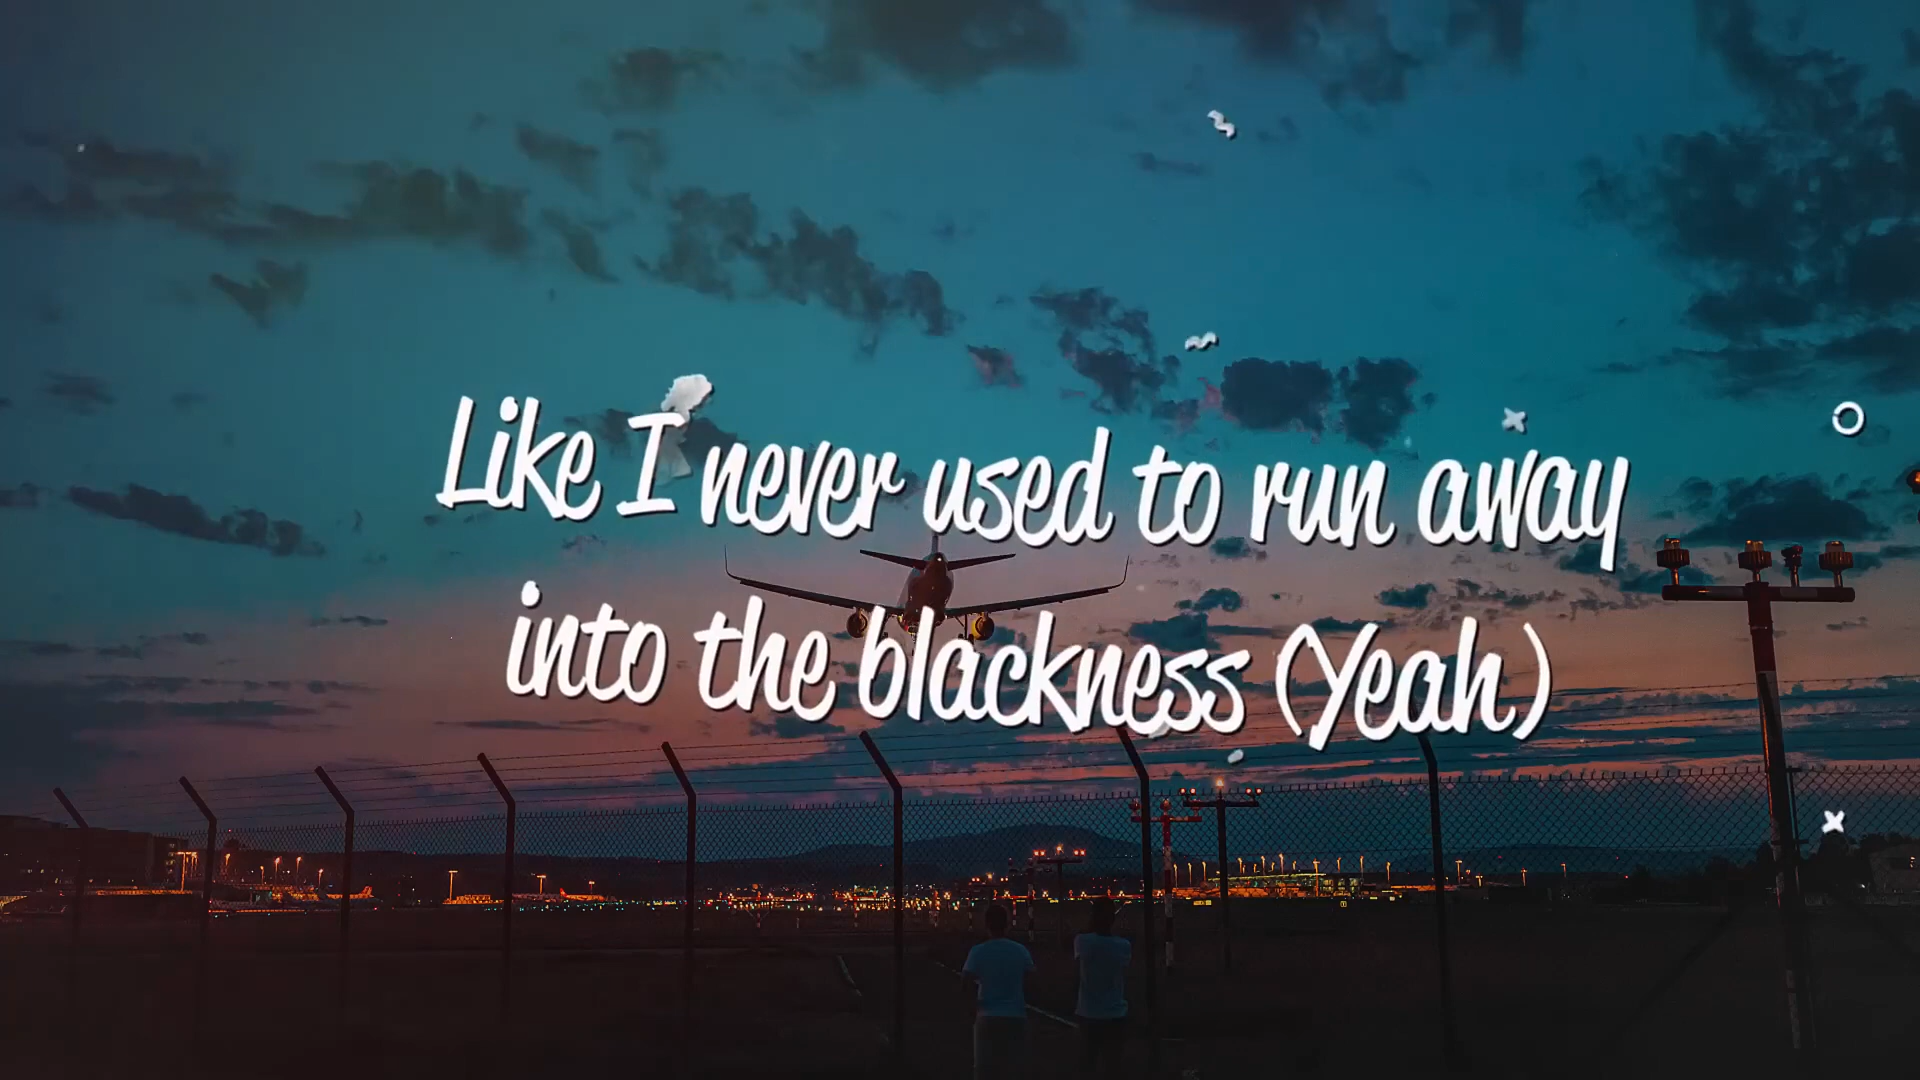 Like I never used to run away
into the blackness (Yeah)